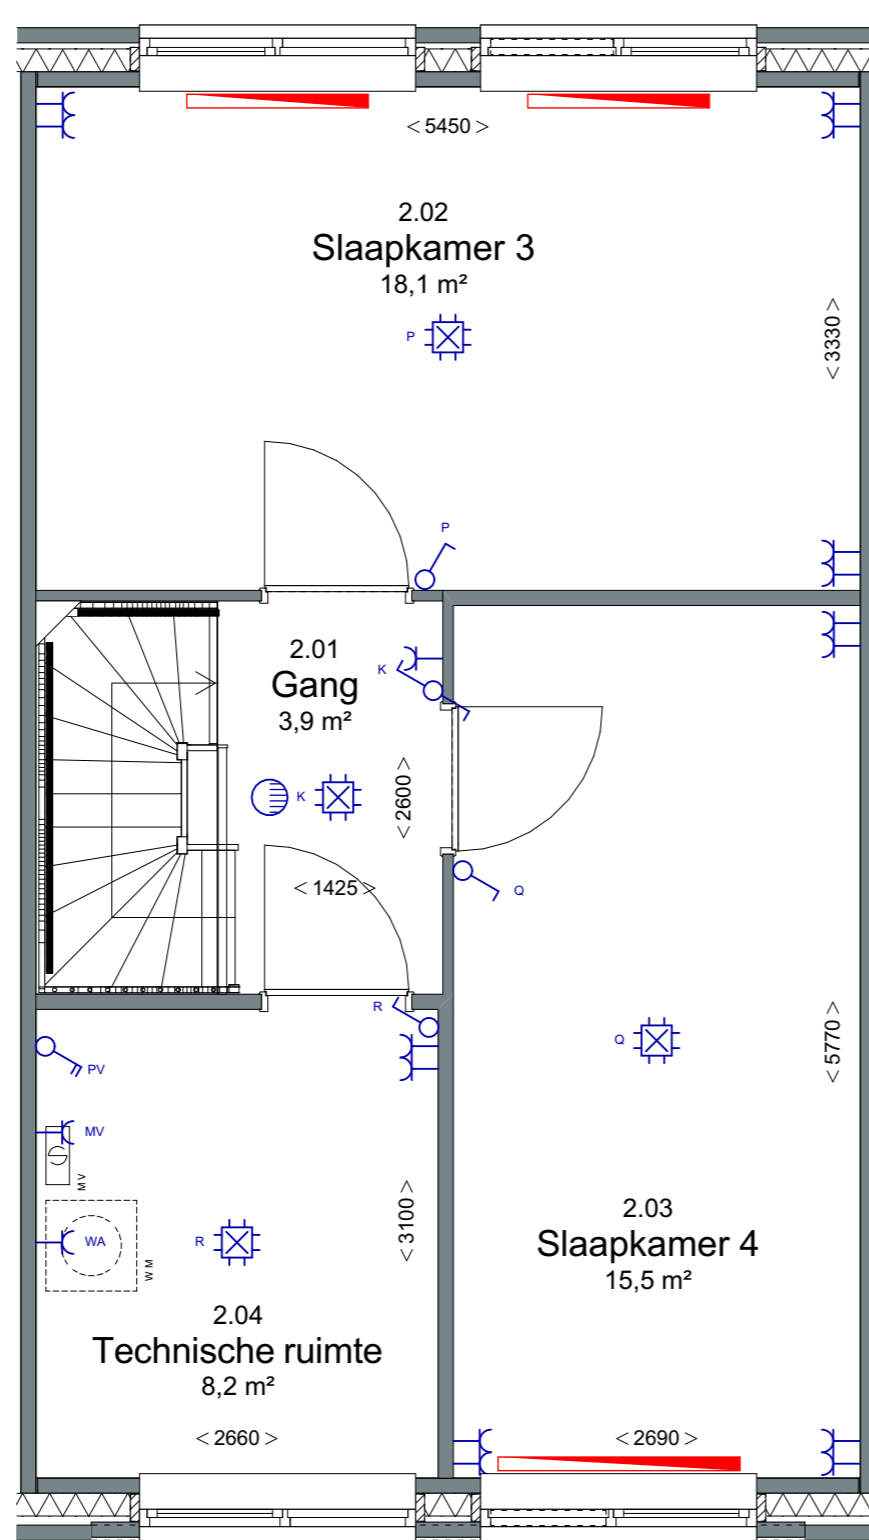 < 5450 >
2.02
Slaapkamer 3
18,1 m²
P
< 3330 >
P
2.01
Gang
3,9 m²
K
K
< 2600 >
< 1425 >
Q
R
PV
MV
MV
Q
< 5770 >
WA
WM
R
< 3100 >
2.03
Slaapkamer 4
15,5 m²
2.04
Technische ruimte
8,2 m²
< 2660 >
< 2690 >